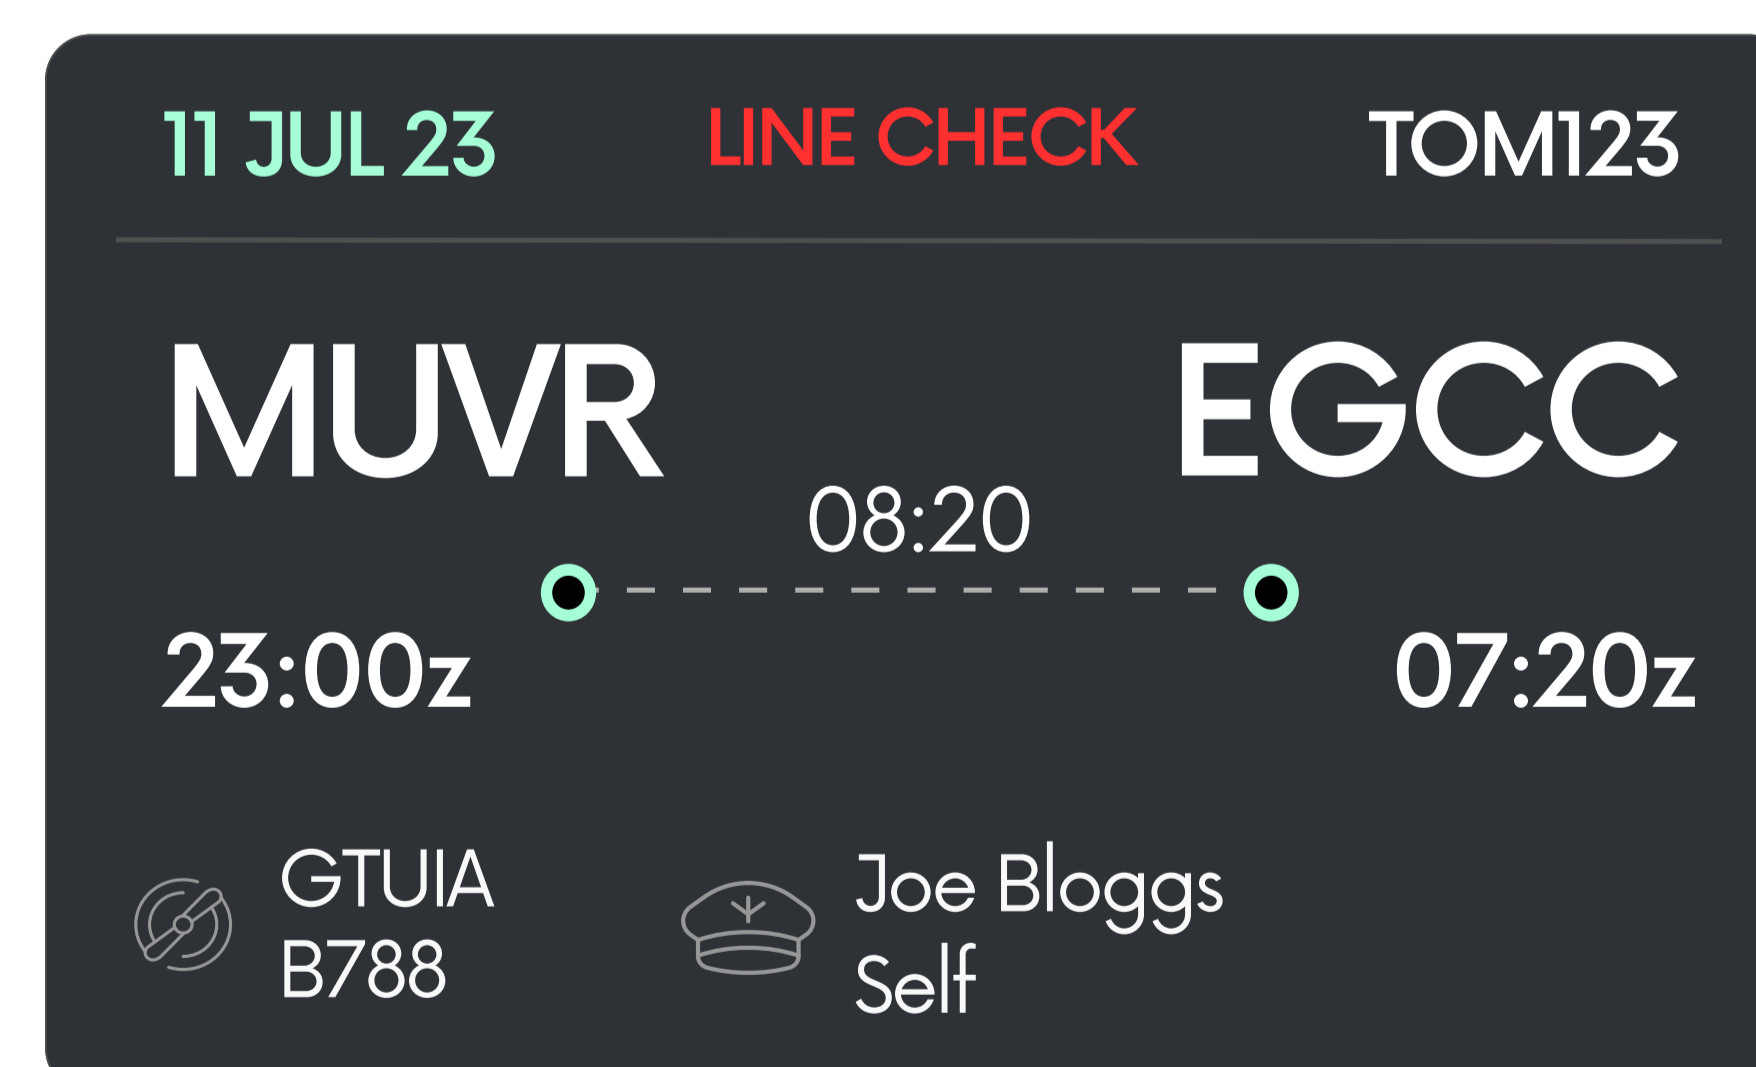 11 JUL 23 LINE CHECK TOM123
MUVR EGCC
08:20
23:00z 07:20z
GTUIA
B788
Joe Bloggs
Self